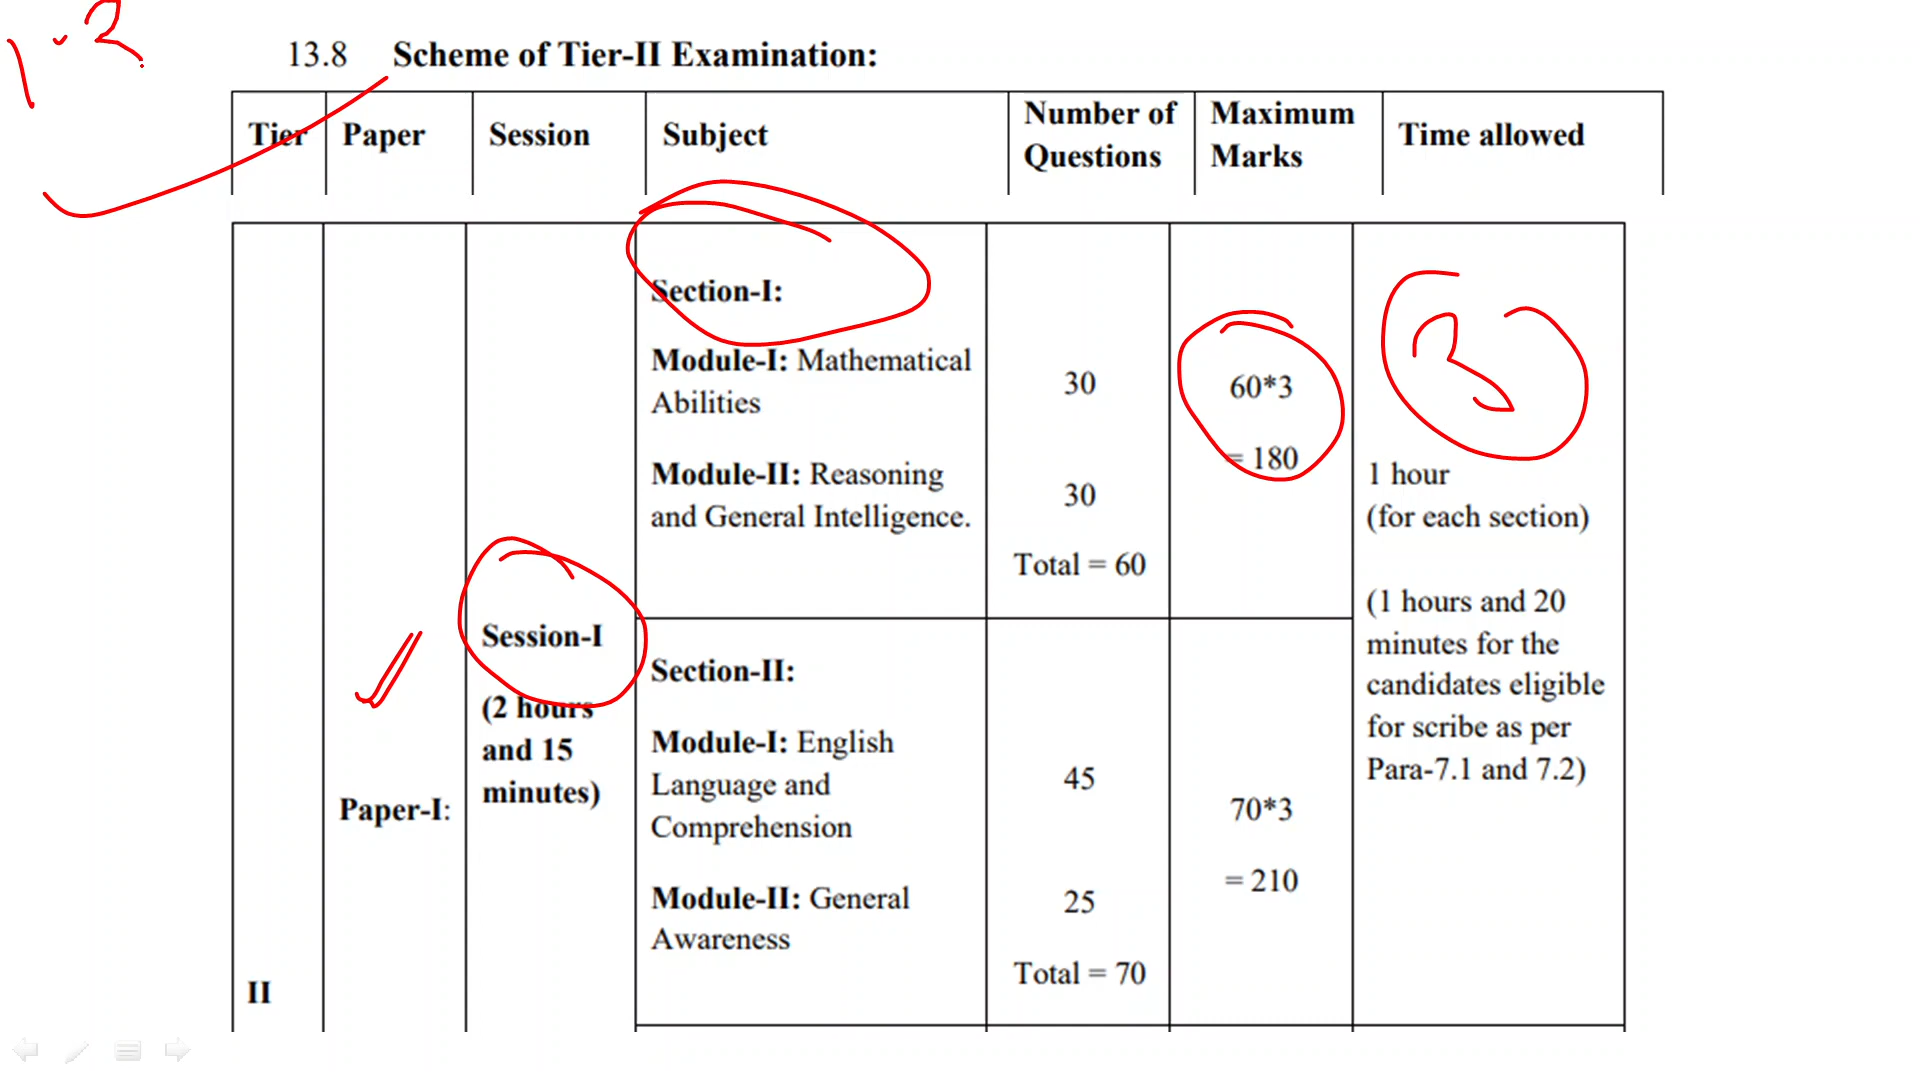 1-2
13.8 Scheme of Tier-II Examination:
Tier Paper Session Subject Number of Questions Maximum Marks Time allowed
II
Paper-I:
Session-I
(2 hours
and 15
minutes)
Section-I:
Module-I: Mathematical
Abilities
Module-II: Reasoning
and General Intelligence.
30
30
Total = 60
60*3
= 180
3
1 hour
(for each section)
(1 hours and 20
minutes for the
candidates eligible
for scribe as per
Para-7.1 and 7.2)
Section-II:
Module-I: English
Language and
Comprehension
Module-II: General
Awareness
45
25
Total = 70
70*3
= 210